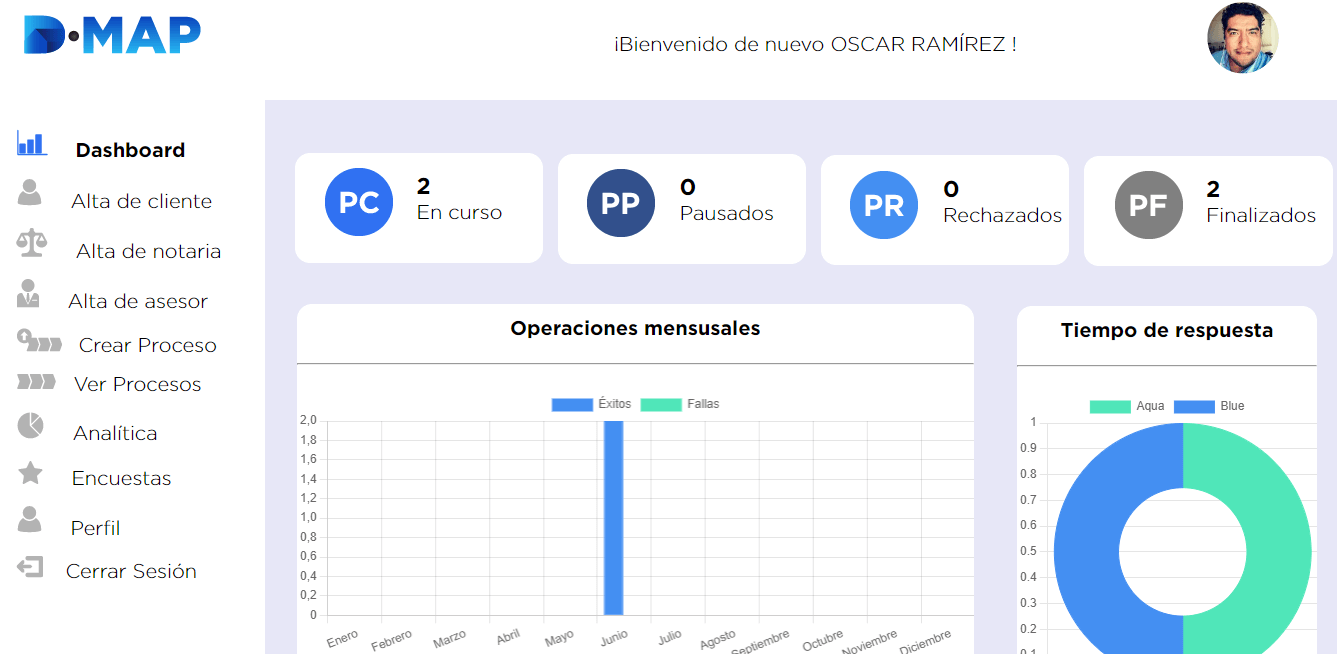 D·MAP
¡Bienvenido de nuevo OSCAR RAMÍREZ !
Dashboard
Alta de cliente
Alta de notaria
Alta de asesor
Crear Proceso
Ver Procesos
Analítica
Encuestas
Perfil
Cerrar Sesión
PC
2
En curso
PP
0
Pausados
PR
0
Rechazados
PF
2
Finalizados
Operaciones mensusales
Éxitos Fallas
2,0
1,8
1,6
1,4
1,2
1,0
0,8
0,6
0,4
0,2
0
Enero Febrero Marzo Abril Mayo Junio Julio Agosto Septiembre Octubre Noviembre Diciembre
Tiempo de respuesta
Aqua Blue
1
0.9
0.8
0.7
0.6
0.5
0.4
0.3
0.2
0.1